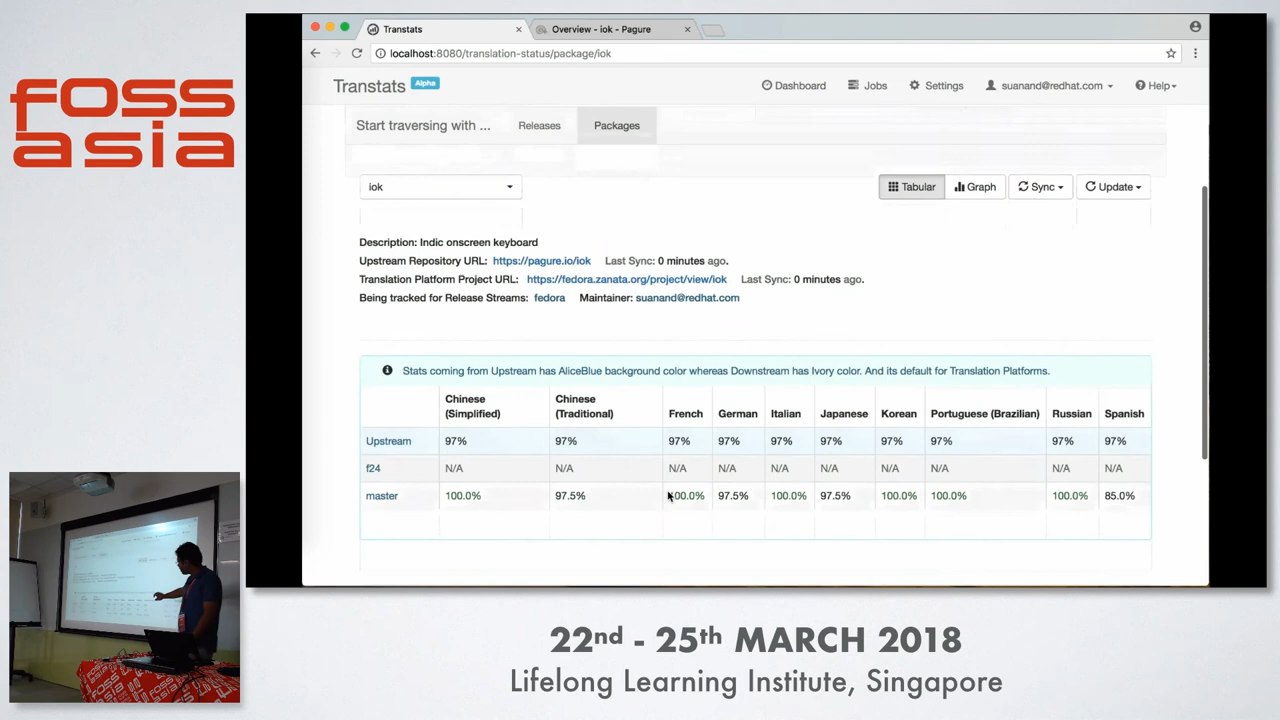 foss
asia
Transtats
Overview - iok - Pagure
localhost:8080/translation-status/package/iok
Transtats Alpha
Dashboard Jobs Settings suanand@redhat.com Help
Start traversing with ... Releases Packages
iok Tabular Graph Sync Update
Description: Indic onscreen keyboard
Upstream Repository URL: https://pagure.io/iok Last Sync: 0 minutes ago.
Translation Platform Project URL: https://fedora.zanata.org/project/view/iok Last Sync: 0 minutes ago.
Being tracked for Release Streams: fedora Maintainer: suanand@redhat.com
Stats coming from Upstream has AliceBlue background color whereas Downstream has Ivory color. And its default for Translation Platforms.
Chinese (Simplified) Chinese (Traditional) French German Italian Japanese Korean Portuguese (Brazilian) Russian Spanish
Upstream 97% 97% 97% 97% 97% 97% 97% 97% 97% 97%
f24 N/A N/A N/A N/A N/A N/A N/A N/A N/A N/A
master 100.0% 97.5% 100.0% 97.5% 100.0% 97.5% 100.0% 100.0% 100.0% 85.0%
22nd - 25th MARCH 2018
Lifelong Learning Institute, Singapore